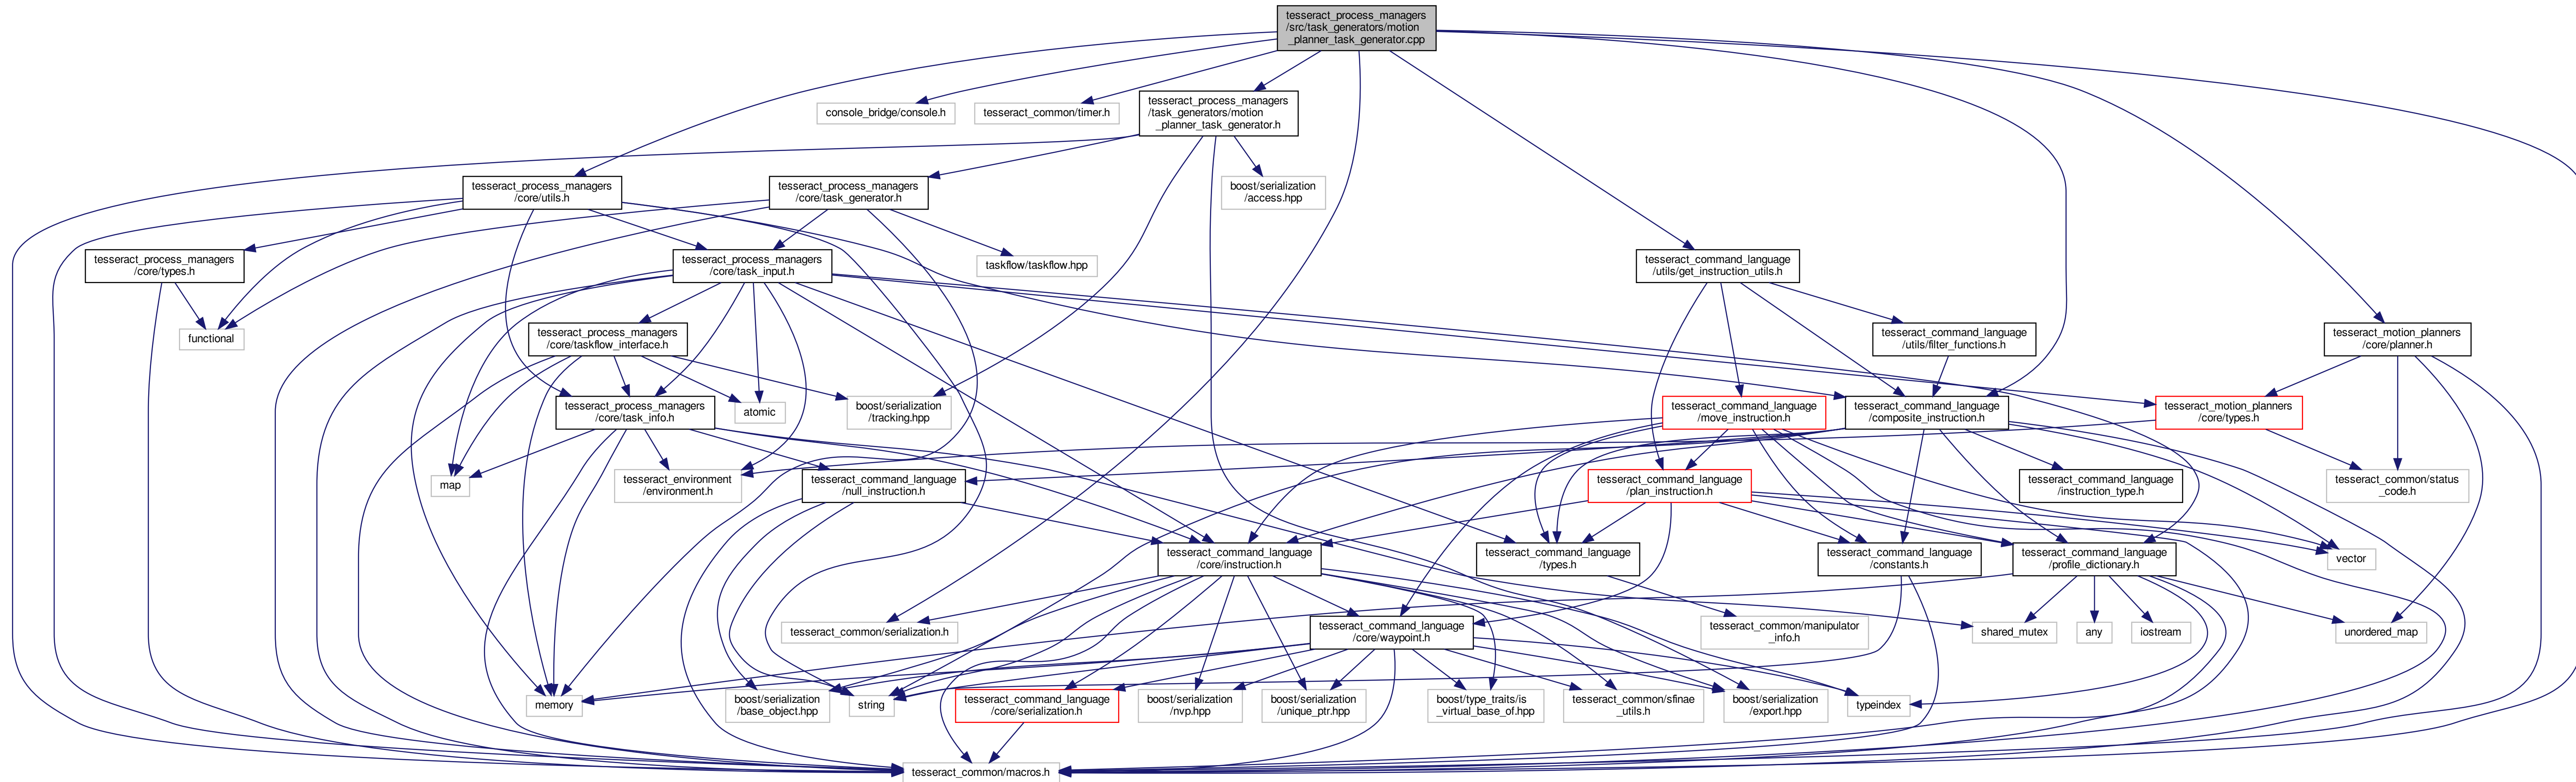 tesseract_process_managers
/src/task_generators/motion
_planner_task_generator.cpp
console_bridge/console.h
tesseract_common/timer.h
tesseract_process_managers
/task_generators/motion
_planner_task_generator.h
tesseract_process_managers
/core/utils.h
tesseract_process_managers
/core/task_generator.h
boost/serialization
/access.hpp
tesseract_process_managers
/core/types.h
tesseract_process_managers
/core/task_input.h
taskflow/taskflow.hpp
tesseract_command_language
/utils/get_instruction_utils.h
functional
tesseract_process_managers
/core/taskflow_interface.h
tesseract_command_language
/utils/filter_functions.h
tesseract_motion_planners
/core/planner.h
tesseract_process_managers
/core/task_info.h
atomic
boost/serialization
/tracking.hpp
tesseract_command_language
/move_instruction.h
tesseract_command_language
/composite_instruction.h
tesseract_motion_planners
/core/types.h
map
tesseract_environment
/environment.h
tesseract_command_language
/null_instruction.h
tesseract_command_language
/plan_instruction.h
tesseract_command_language
/instruction_type.h
tesseract_common/status
_code.h
tesseract_command_language
/core/instruction.h
tesseract_command_language
/types.h
tesseract_command_language
/constants.h
tesseract_command_language
/profile_dictionary.h
vector
tesseract_common/serialization.h
tesseract_command_language
/core/waypoint.h
tesseract_common/manipulator
_info.h
shared_mutex
any
iostream
unordered_map
memory
boost/serialization
/base_object.hpp
string
tesseract_command_language
/core/serialization.h
boost/serialization
/nvp.hpp
boost/serialization
/unique_ptr.hpp
boost/type_traits/is
_virtual_base_of.hpp
tesseract_common/sfinae
_utils.h
boost/serialization
/export.hpp
typeindex
tesseract_common/macros.h